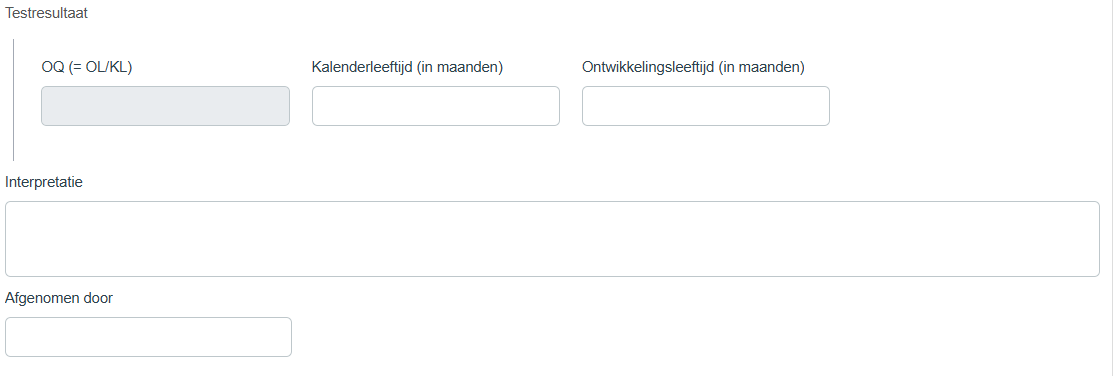 Testresultaat
OQ (= OL/KL)
Kalenderleeftijd (in maanden)
Ontwikkelingsleeftijd (in maanden)
Interpretatie
Afgenomen door